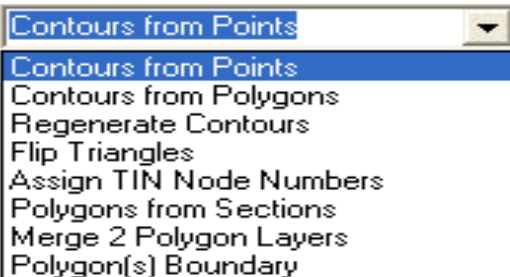 Contours from Points
Contours from Points
Contours from Polygons
Regenerate Contours
Flip Triangles
Assign TIN Node Numbers
Polygons from Sections
Merge 2 Polygon Layers
Polygon(s) Boundary